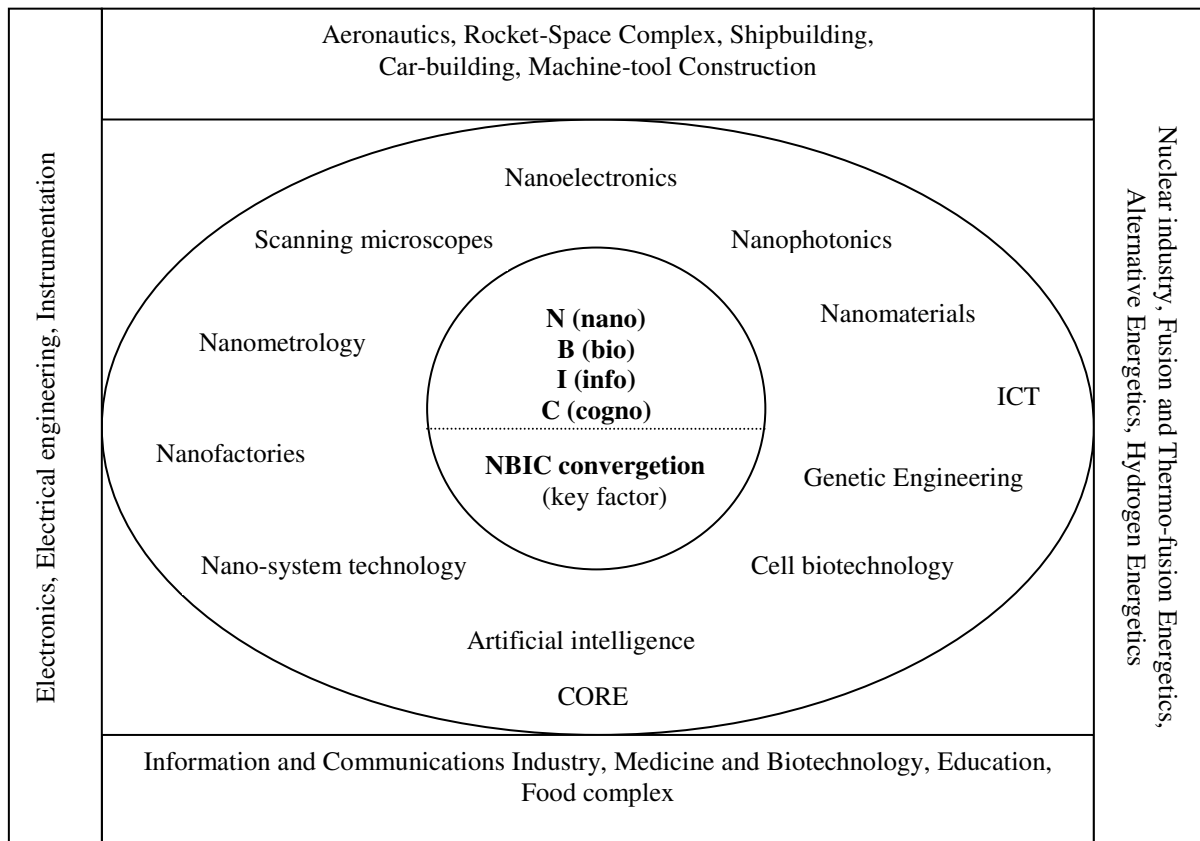 Aeronautics, Rocket-Space Complex, Shipbuilding,
Car-building, Machine-tool Construction
Electronics, Electrical engineering, Instrumentation
Nanoelectronics
Scanning microscopes
Nanophotonics
Nanomaterials
Nanometrology
N (nano)
B (bio)
I (info)
C (cogno)
ICT
Nanofactories
NBIC convergetion
(key factor)
Genetic Engineering
Nano-system technology
Cell biotechnology
Artificial intelligence
CORE
Nuclear industry, Fusion and Thermo-fusion Energetics,
Alternative Energetics, Hydrogen Energetics
Information and Communications Industry, Medicine and Biotechnology, Education,
Food complex